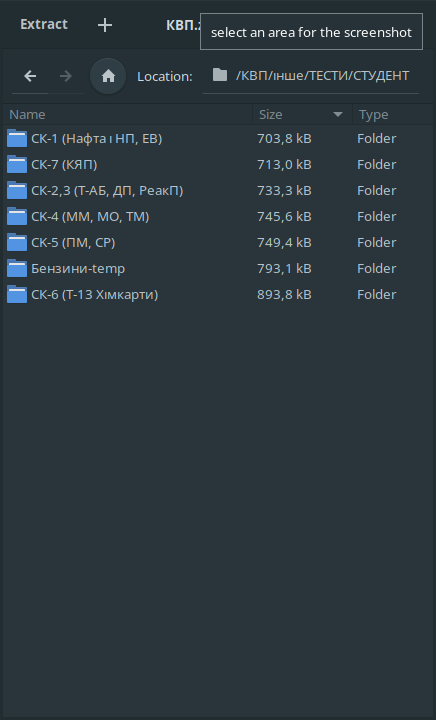 Extract
КВП.
select an area for the screenshot
Location: /КВП/інше/ТЕСТИ/СТУДЕНТ
Name Size Type
СК-1 (Нафта і НП, ЕВ) 703,8 kB Folder
СК-7 (КЯП) 713,0 kB Folder
СК-2,3 (Т-АБ, ДП, РеакП) 733,3 kB Folder
СК-4 (ММ, МО, ТМ) 745,6 kB Folder
СК-5 (ПМ, СР) 749,4 kB Folder
Бензини-temp 793,1 kB Folder
СК-6 (Т-13 Хімкарти) 893,8 kB Folder